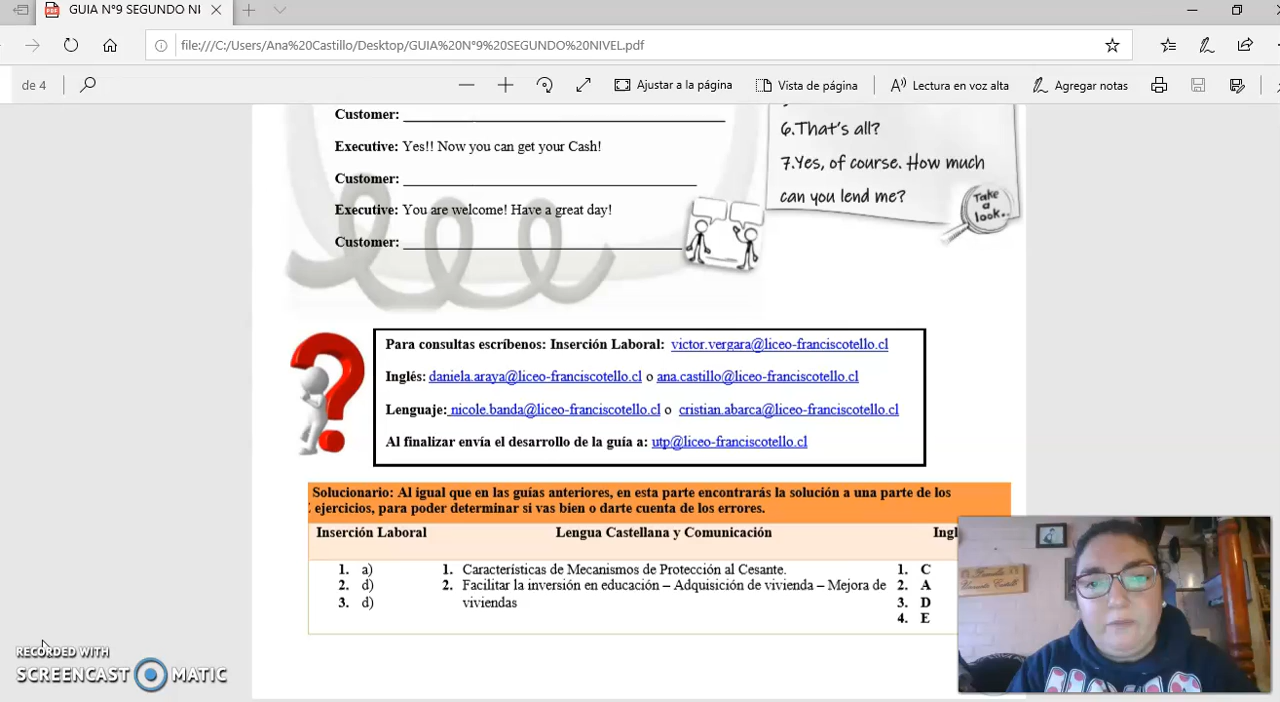 GUIA N°9 SEGUNDO NI
file:///C:/Users/Ana%20Castillo/Desktop/GUIA%20N°9%20SEGUNDO%20NIVEL.pdf
de 4
Ajustar a la página
Vista de página
Lectura en voz alta
Agregar notas
Customer:
Executive: Yes!! Now you can get your Cash!
Customer:
Executive: You are welcome! Have a great day!
Customer:
6.That's all?
7.Yes, of course. How much
can you lend me?
Take
a
look..
Para consultas escríbenos: Inserción Laboral: victor.vergara@liceo-franciscotello.cl
Inglés: daniela.araya@liceo-franciscotello.cl o ana.castillo@liceo-franciscotello.cl
Lenguaje: nicole.banda@liceo-franciscotello.cl o cristian.abarca@liceo-franciscotello.cl
Al finalizar envía el desarrollo de la guía a: utp@liceo-franciscotello.cl
Solucionario: Al igual que en las guías anteriores, en esta parte encontrarás la solución a una parte de los
ejercicios, para poder determinar si vas bien o darte cuenta de los errores.
Inserción Laboral
1. a)
2. d)
3. d)
Lengua Castellana y Comunicación
1. Características de Mecanismos de Protección al Cesante.
2. Facilitar la inversión en educación – Adquisición de vivienda – Mejora de
viviendas
Ingl
1. C
2. A
3. D
4. E
RECORDED WITH
SCREENCAST MATIC